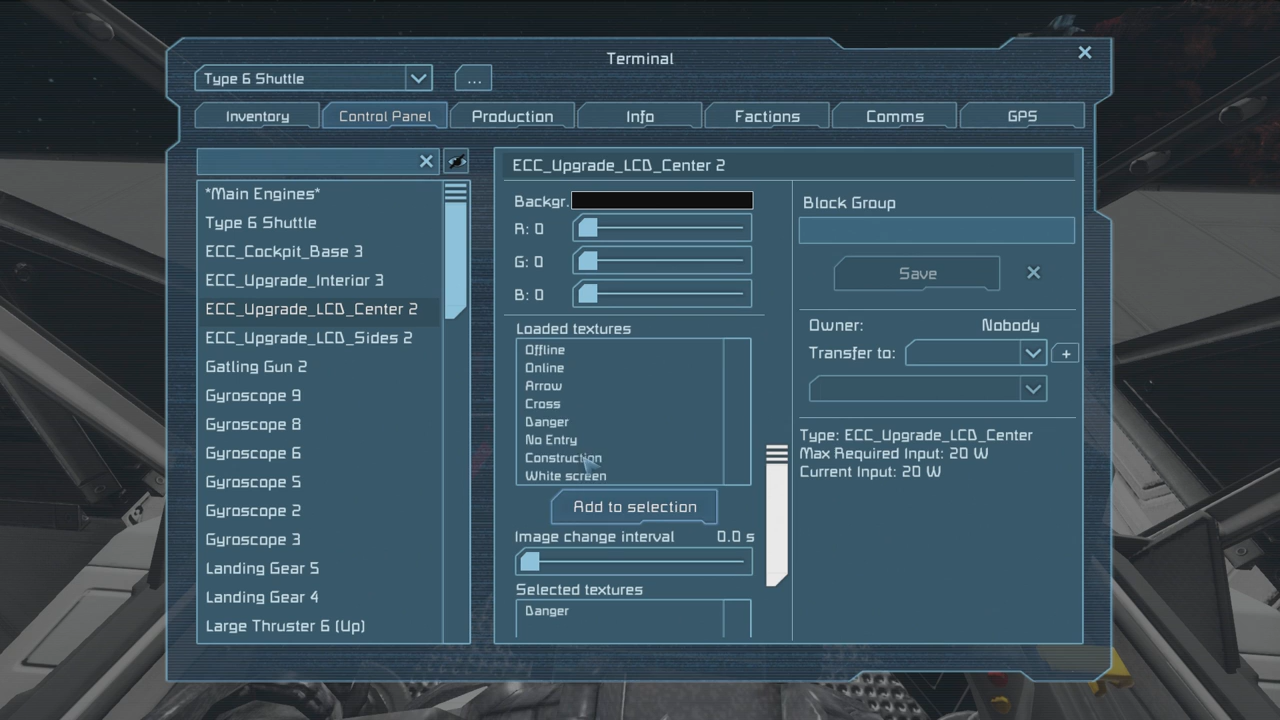 Terminal
Type 6 Shuttle
...
Inventory
Control Panel
Production
Info
Factions
Comms
GPS
*Main Engines*
Type 6 Shuttle
ECC_Cockpit_Base 3
ECC_Upgrade_Interior 3
ECC_Upgrade_LCD_Center 2
ECC_Upgrade_LCD_Sides 2
Gatling Gun 2
Gyroscope 9
Gyroscope 8
Gyroscope 6
Gyroscope 5
Gyroscope 2
Gyroscope 3
Landing Gear 5
Landing Gear 4
Large Thruster 6 (Up)
ECC_Upgrade_LCD_Center 2
Backgr.
R: 0
G: 0
B: 0
Loaded textures
Offline
Online
Arrow
Cross
Danger
No Entry
Construction
White screen
Add to selection
Image change interval 0.0 s
Selected textures
Danger
Block Group
Save
Owner: Nobody
Transfer to:
+
Type: ECC_Upgrade_LCD_Center
Max Required Input: 20 W
Current Input: 20 W